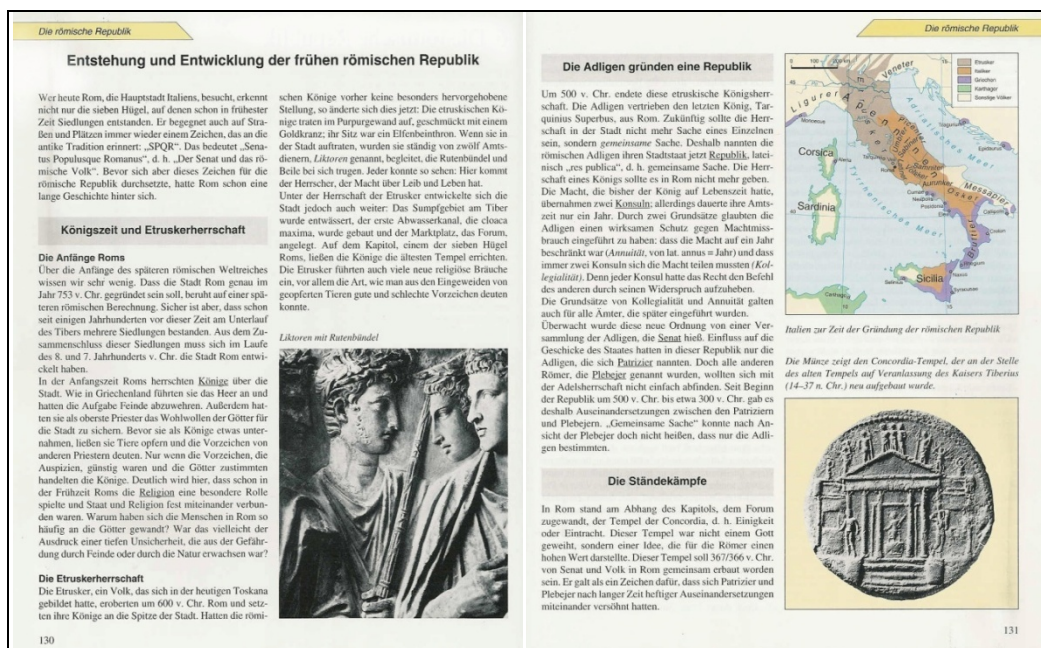 Die römische Republik
Entstehung und Entwicklung der frühen römischen Republik
Wer heute Rom, die Hauptstadt Italiens, besucht, erkennt
nicht nur die sieben Hügel, auf denen schon in frühester
Zeit Siedlungen entstanden. Er begegnet auch auf Stra-
ßen und Plätzen immer wieder einem Zeichen, das an die
antike Tradition erinnert: „SPQR“. Das bedeutet „Sena-
tus Populusque Romanus“, d. h. „Der Senat und das rö-
mische Volk“. Bevor sich aber dieses Zeichen für die
römische Republik durchsetzte, hatte Rom schon eine
lange Geschichte hinter sich.
Königszeit und Etruskerherrschaft
Die Anfänge Roms
Über die Anfänge des späteren römischen Weltreiches
wissen wir sehr wenig. Dass die Stadt Rom genau im
Jahr 753 v. Chr. gegründet sein soll, beruht auf einer spä-
teren römischen Berechnung. Sicher ist aber, dass schon
seit einigen Jahrhunderten vor dieser Zeit am Unterlauf
des Tibers mehrere Siedlungen bestanden. Aus dem Zu-
sammenschluss dieser Siedlungen muss sich im Laufe
des 8. und 7. Jahrhunderts v. Chr. die Stadt Rom entwi-
ckelt haben.
In der Anfangszeit Roms herrschten Könige über die
Stadt. Wie in Griechenland führten sie das Heer an und
hatten die Aufgabe Feinde abzuwehren. Außerdem hat-
ten sie als oberste Priester das Wohlwollen der Götter für
die Stadt zu sichern. Bevor sie als Könige etwas unter-
nahmen, ließen sie Tiere opfern und die Vorzeichen von
anderen Priestern deuten. Nur wenn die Vorzeichen, die
Auspizien, günstig waren und die Götter zustimmten
handelten die Könige. Deutlich wird hier, dass schon in
der Frühzeit Roms die Religion eine besondere Rolle
spielte und Staat und Religion fest miteinander verbun-
den waren. Warum haben sich die Menschen in Rom so
häufig an die Götter gewandt? War das vielleicht der
Ausdruck einer tiefen Unsicherheit, die aus der Gefähr-
dung durch Feinde oder durch die Natur erwachsen war?
Die Etruskerherrschaft
Die Etrusker, ein Volk, das sich in der heutigen Toskana
gebildet hatte, eroberten um 600 v. Chr. Rom und setz-
ten ihre Könige an die Spitze der Stadt. Hatten die römi-
130
schen Könige vorher keine besonders hervorgehobene
Stellung, so änderte sich dies jetzt: Die etruskischen Kö-
nige traten im Purpurgewand auf, geschmückt mit einem
Goldkranz; ihr Sitz war ein Elfenbeinthron. Wenn sie in
der Stadt auftraten, wurden sie ständig von zwölf Amts-
dienern, Liktoren genannt, begleitet, die Rutenbündel und
Beile bei sich trugen. Jeder konnte so sehen: Hier kommt
der Herrscher, der Macht über Leib und Leben hat.
Unter der Herrschaft der Etrusker entwickelte sich die
Stadt jedoch auch weiter: Das Sumpfgebiet am Tiber
wurde entwässert, der erste Abwasserkanal, die cloaca
maxima, wurde gebaut und der Marktplatz, das Forum,
angelegt. Auf dem Kapitol, einem der sieben Hügel
Roms, ließen die Könige die ältesten Tempel errichten.
Die Etrusker führten auch viele neue religiöse Bräuche
ein, vor allem die Art, wie man aus den Eingeweiden von
geopferten Tieren gute und schlechte Vorzeichen deuten
konnte.
Liktoren mit Rutenbündel
Die römische Republik
Die Adligen gründen eine Republik
Um 500 v. Chr. endete diese etruskische Königsherr-
schaft. Die Adligen vertrieben den letzten König, Tar-
quinius Superbus, aus Rom. Zukünftig sollte die Herr-
schaft in der Stadt nicht mehr Sache eines Einzelnen
sein, sondern gemeinsame Sache. Deshalb nannten die
römischen Adligen ihren Stadtstaat jetzt Republik, latei-
nisch „res publica“, d. h. gemeinsame Sache. Die Herr-
schaft eines Königs sollte es in Rom nicht mehr geben.
Die Macht, die bisher der König auf Lebenszeit hatte,
übernahmen zwei Konsuln; allerdings dauerte ihre Amts-
zeit nur ein Jahr. Durch zwei Grundsätze glaubten die
Adligen einen wirksamen Schutz gegen Machtmiss-
brauch eingeführt zu haben: dass die Macht auf ein Jahr
beschränkt war (Annuität, von lat. annus = Jahr) und dass
immer zwei Konsuln sich die Macht teilen mussten (Kol-
legialität). Denn jeder Konsul hatte das Recht den Befehl
des anderen durch seinen Widerspruch aufzuheben.
Die Grundsätze von Kollegialität und Annuität galten
auch für alle Ämter, die später eingeführt wurden.
Überwacht wurde diese neue Ordnung von einer Ver-
sammlung der Adligen, die Senat hieß. Einfluss auf die
Geschicke des Staates hatten in dieser Republik nur die
Adligen, die sich Patrizier nannten. Doch alle anderen
Römer, die Plebejer genannt wurden, wollten sich mit
der Adelsherrschaft nicht einfach abfinden. Seit Beginn
der Republik um 500 v. Chr. bis etwa 300 v. Chr. gab es
deshalb Auseinandersetzungen zwischen den Patriziern
und Plebejern. „Gemeinsame Sache“ konnte nach An-
sicht der Plebejer doch nicht heißen, dass nur die Adli-
gen bestimmten.
Die Ständekämpfe
In Rom stand am Abhang des Kapitols, dem Forum
zugewandt, der Tempel der Concordia, d. h. Einigkeit
oder Eintracht. Dieser Tempel war nicht einem Gott
geweiht, sondern einer Idee, die für die Römer einen
hohen Wert darstellte. Dieser Tempel soll 367/366 v. Chr.
von Senat und Volk in Rom gemeinsam erbaut worden
sein. Er galt als ein Zeichen dafür, dass sich Patrizier und
Plebejer nach langer Zeit heftiger Auseinandersetzungen
miteinander versöhnt hatten.
Etrusker
Italiker
Griechen
Karthager
Sonstige Völker
Veneter
Ligurer
Corsica
Sardinia
Sizilia
Messapier
Osker
Bruttier
Tyrrhenisches Meer
Italien zur Zeit der Gründung der römischen Republik
Die Münze zeigt den Concordia-Tempel, der an der Stelle
des alten Tempels auf Veranlassung des Kaisers Tiberius
(14–37 n. Chr.) neu aufgebaut wurde.
131